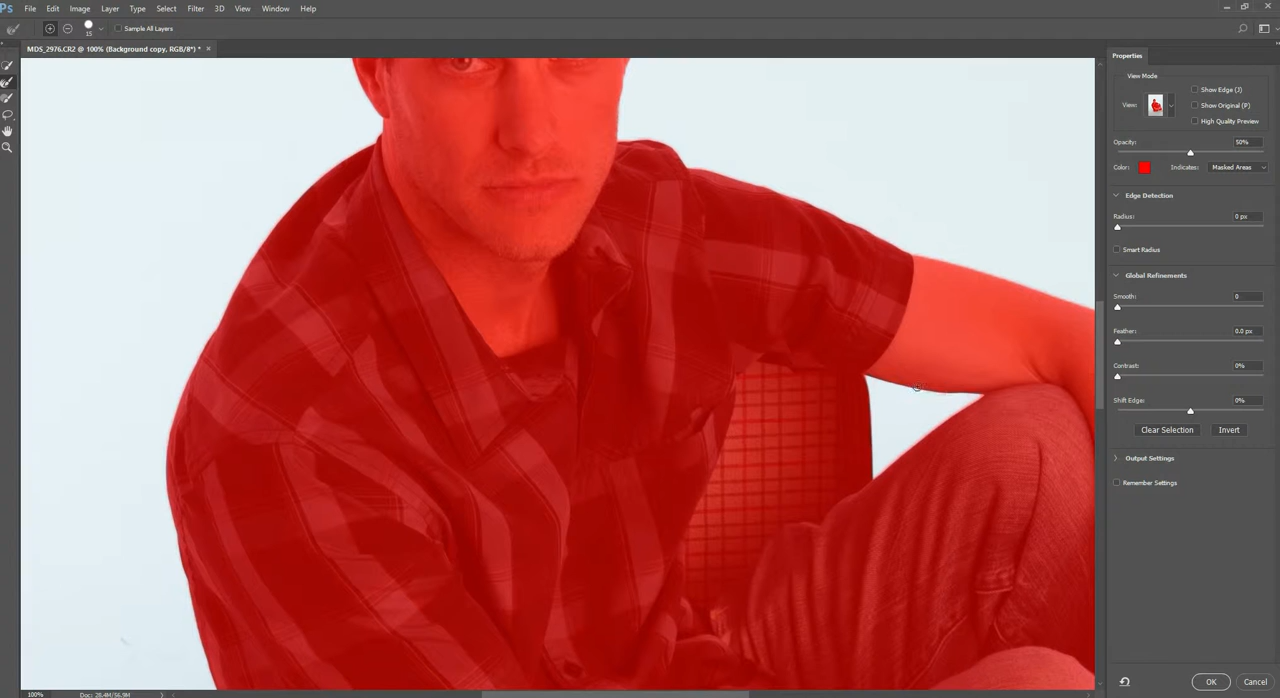 Ps File Edit Image Layer Type Select Filter 3D View Window Help
15 Sample All Layers
MDS_2976.CR2 @ 100% (Background copy, RGB/8*) * ×
Properties
View Mode
Show Edge (J)
View:
Show Original (P)
High Quality Preview
Opacity: 50%
Color: Indicates: Masked Areas
Edge Detection
Radius: 0 px
Smart Radius
Global Refinements
Smooth: 0
Feather: 0.0 px
Contrast: 0%
Shift Edge: 0%
Clear Selection Invert
Output Settings
Remember Settings
OK Cancel
100% Doc: 28.4M/56.9M